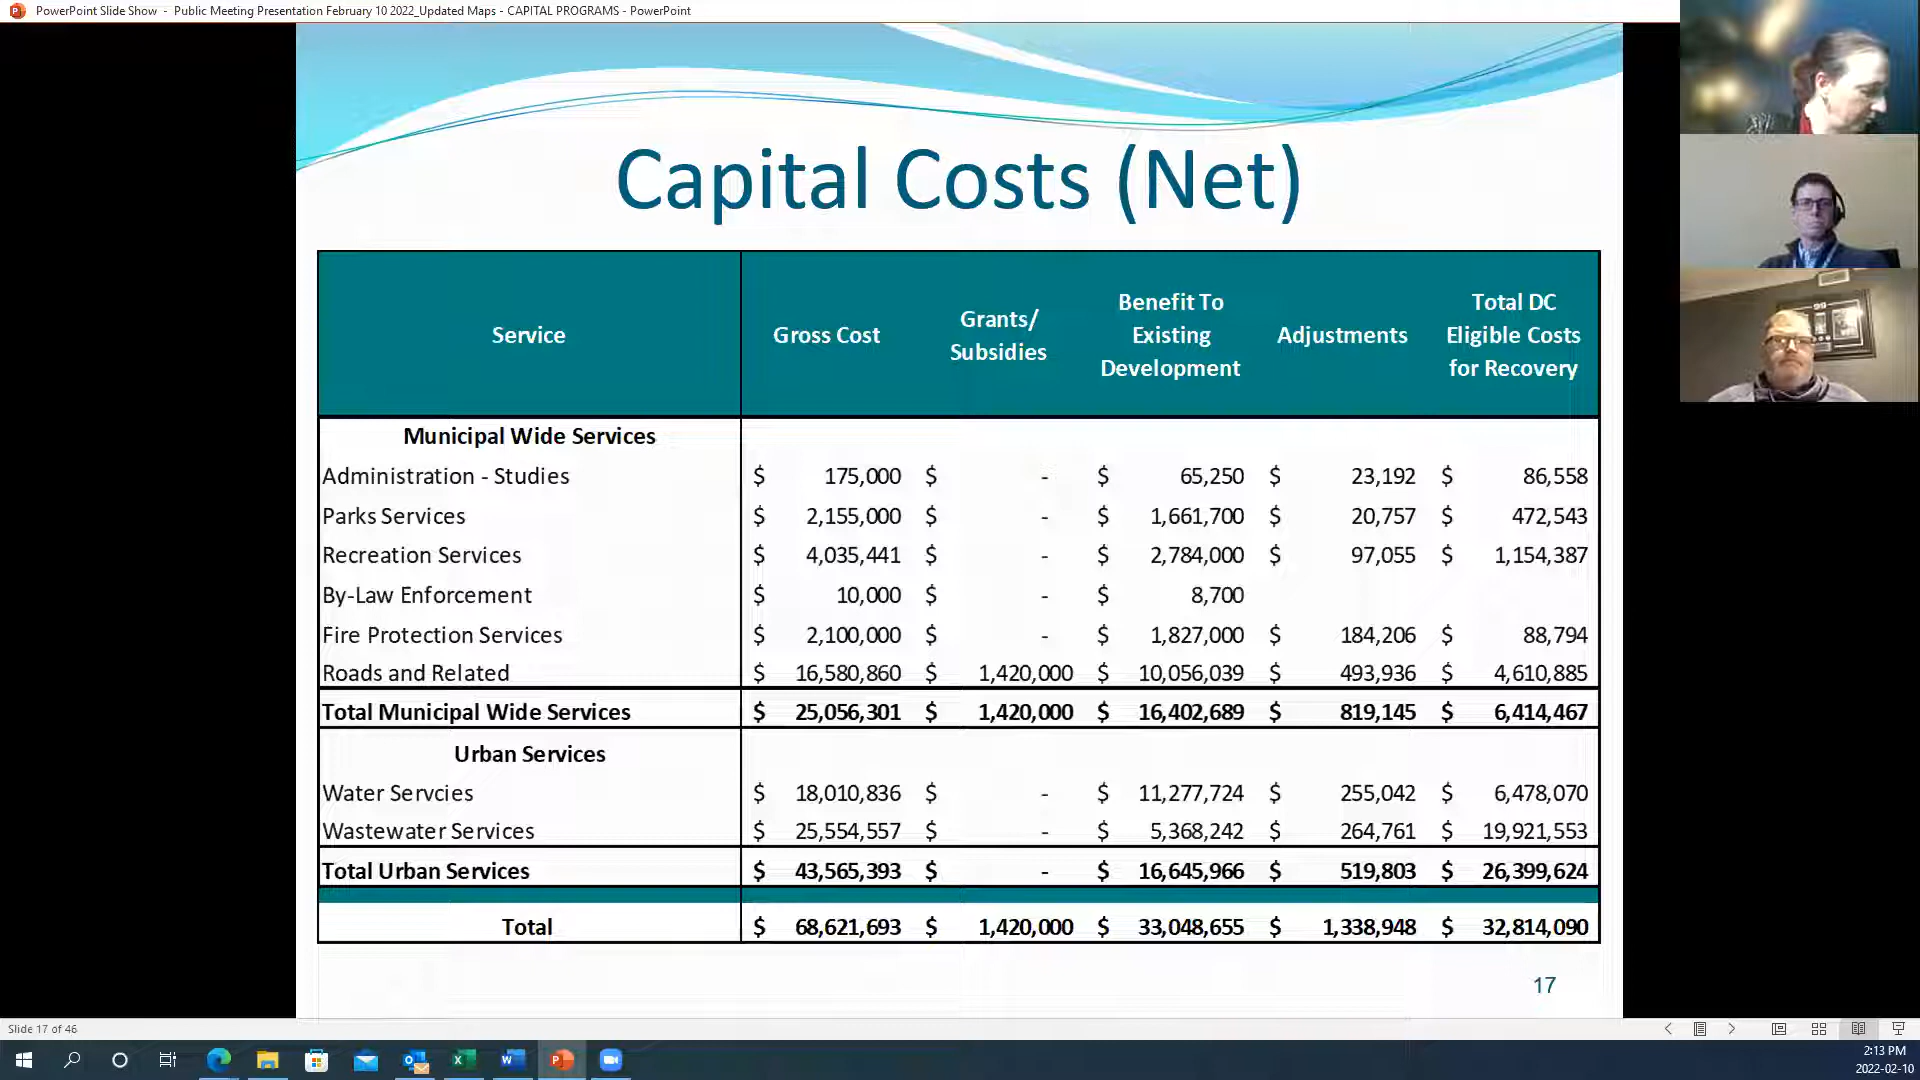 PowerPoint Slide Show - Public Meeting Presentation February 10 2022_Updated Maps - CAPITAL PROGRAMS - PowerPoint
Capital Costs (Net)
Service Gross Cost Grants/ Subsidies Benefit To Existing Development Adjustments Total DC Eligible Costs for Recovery
Municipal Wide Services
Administration - Studies $ 175,000 $ - $ 65,250 $ 23,192 $ 86,558
Parks Services $ 2,155,000 $ - $ 1,661,700 $ 20,757 $ 472,543
Recreation Services $ 4,035,441 $ - $ 2,784,000 $ 97,055 $ 1,154,387
By-Law Enforcement $ 10,000 $ - $ 8,700
Fire Protection Services $ 2,100,000 $ - $ 1,827,000 $ 184,206 $ 88,794
Roads and Related $ 16,580,860 $ 1,420,000 $ 10,056,039 $ 493,936 $ 4,610,885
Total Municipal Wide Services $ 25,056,301 $ 1,420,000 $ 16,402,689 $ 819,145 $ 6,414,467
Urban Services
Water Servcies $ 18,010,836 $ - $ 11,277,724 $ 255,042 $ 6,478,070
Wastewater Services $ 25,554,557 $ - $ 5,368,242 $ 264,761 $ 19,921,553
Total Urban Services $ 43,565,393 $ - $ 16,645,966 $ 519,803 $ 26,399,624
Total $ 68,621,693 $ 1,420,000 $ 33,048,655 $ 1,338,948 $ 32,814,090
17
Slide 17 of 46
2:13 PM
2022-02-10